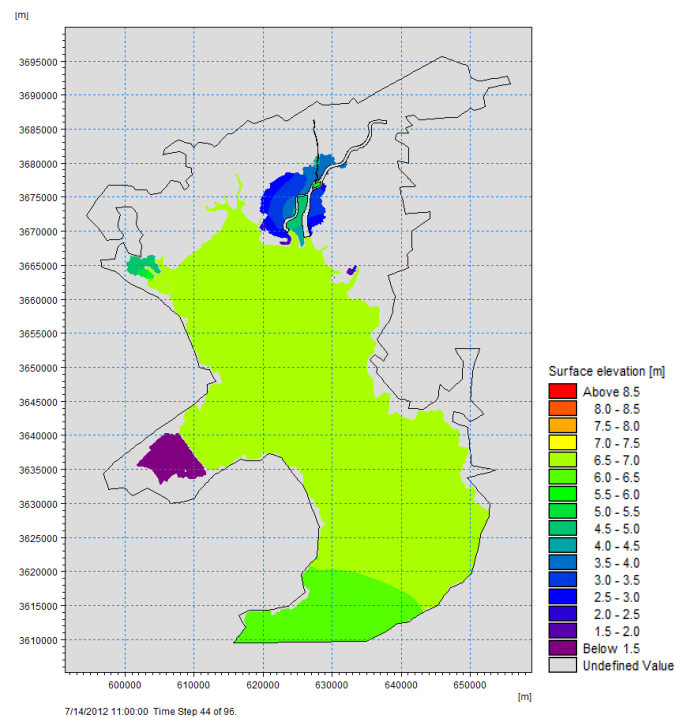 [m]
3695000
3690000
3685000
3680000
3675000
3670000
3665000
3660000
3655000
3650000
3645000
3640000
3635000
3630000
3625000
3620000
3615000
3610000
600000 610000 620000 630000 640000 650000
[m]
7/14/2012 11:00:00 Time Step 44 of 96.
Surface elevation [m]
Above 8.5
8.0 - 8.5
7.5 - 8.0
7.0 - 7.5
6.5 - 7.0
6.0 - 6.5
5.5 - 6.0
5.0 - 5.5
4.5 - 5.0
4.0 - 4.5
3.5 - 4.0
3.0 - 3.5
2.5 - 3.0
2.0 - 2.5
1.5 - 2.0
Below 1.5
Undefined Value